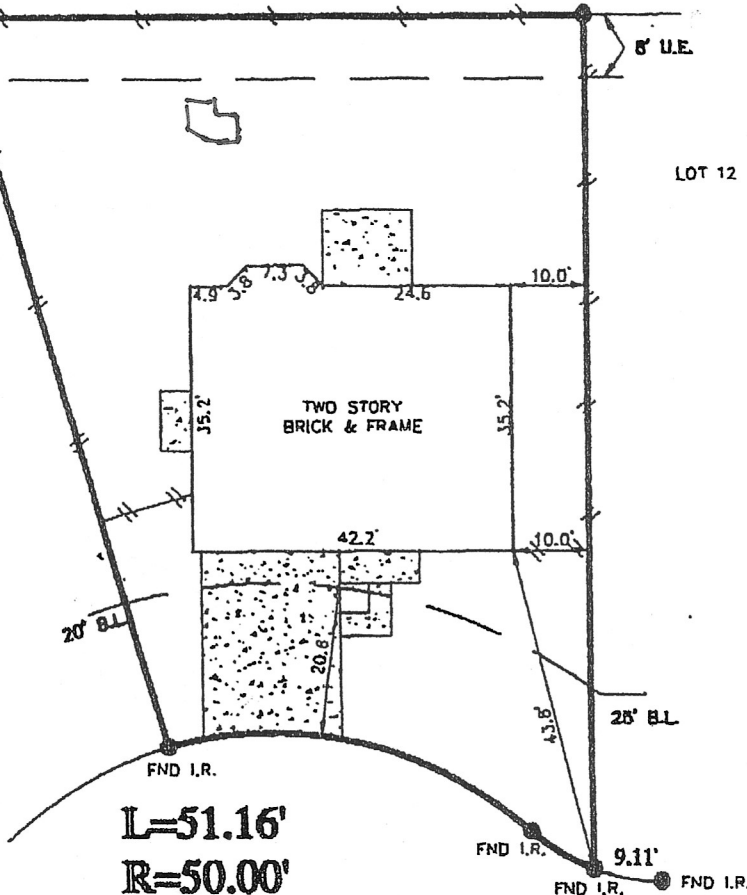 8' U.E.
LOT 12
10.0'
4.9
3.8
7.3
3.8
24.6
35.2'
TWO STORY
BRICK & FRAME
35.2'
42.2'
10.0'
20' B.L.
20.8'
43.8'
25' B.L.
FND I.R.
L=51.16'
R=50.00'
FND I.R.
9.11'
FND I.R.
FND I.R.